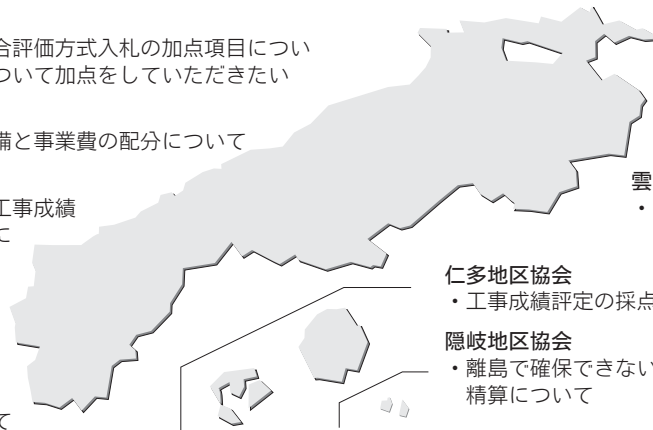 合評価方式入札の加点項目につい
ついて加点をしていただきたい
備と事業費の配分について
工事成績
に
雲
・
仁多地区協会
・工事成績評定の採点
隠岐地区協会
・離島で確保できない
精算について
て